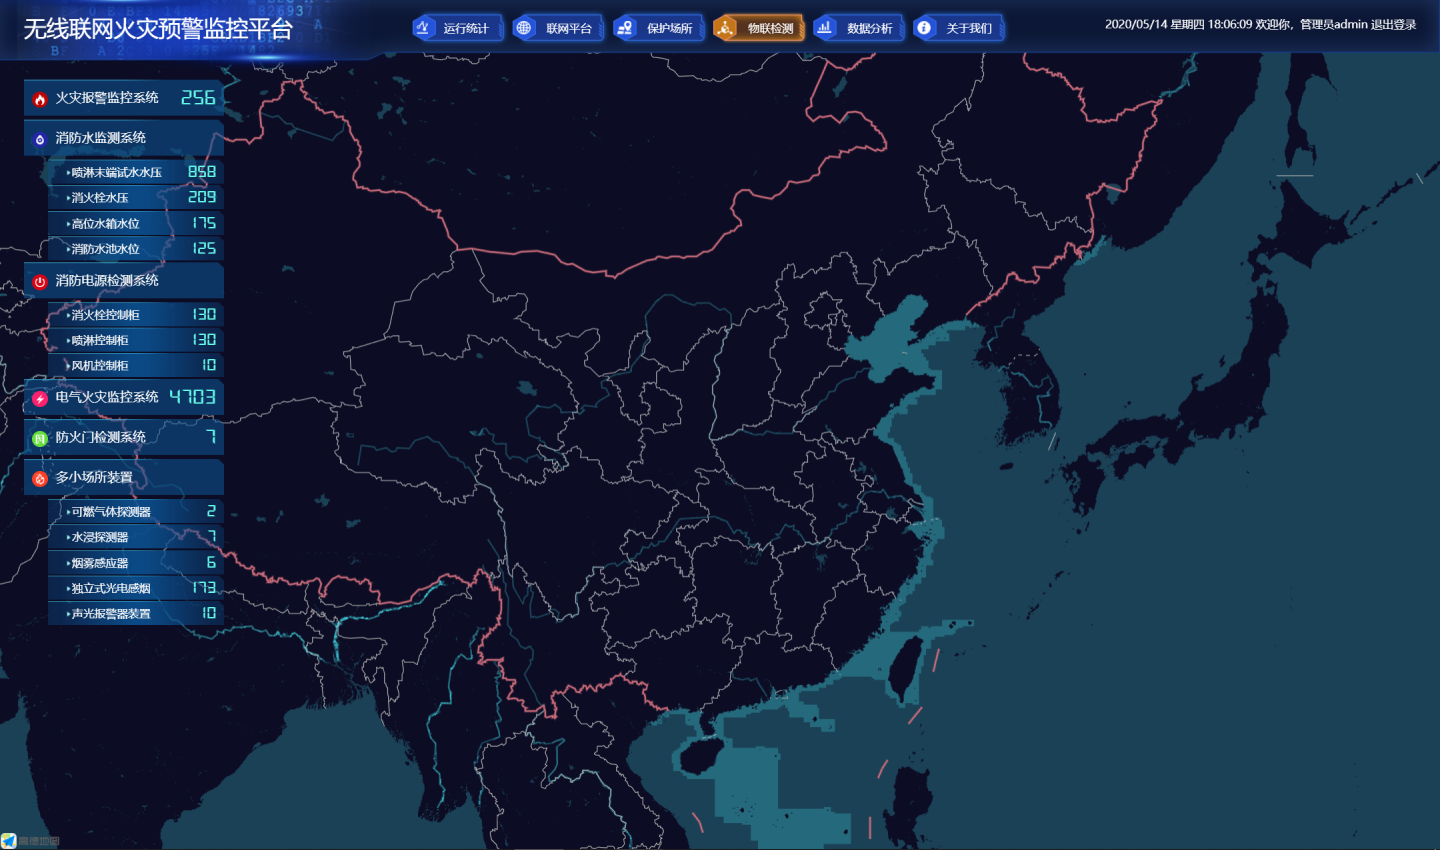 无线联网火灾预警监控平台
运行统计
联网平台
保护场所
物联检测
数据分析
关于我们
2020/05/14 星期四 18:06:09 欢迎你，管理员admin 退出登录
火灾报警监控系统 256
消防水监测系统
喷淋末端试水水压 858
消火栓水压 209
高位水箱水位 175
消防水池水位 125
消防电源检测系统
消火栓控制柜 130
喷淋控制柜 130
风机控制柜 10
电气火灾监控系统 4703
防火门检测系统 7
多小场所装置
可燃气体探测器 2
水浸探测器 7
烟雾感应器 6
独立式光电感烟 173
声光报警器装置 10
高德地图